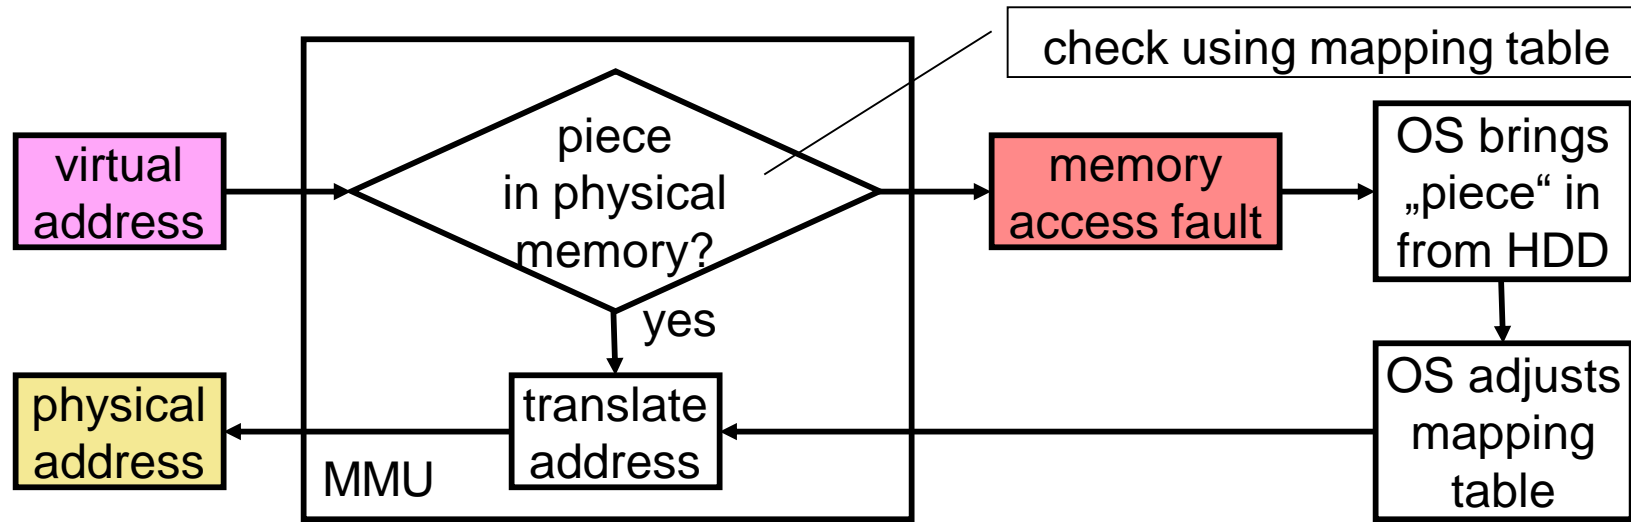 check using mapping table
virtual
address
piece
in physical
memory?
memory
access fault
OS brings
„piece“ in
from HDD
yes
physical
address
translate
address
OS adjusts
mapping
table
MMU